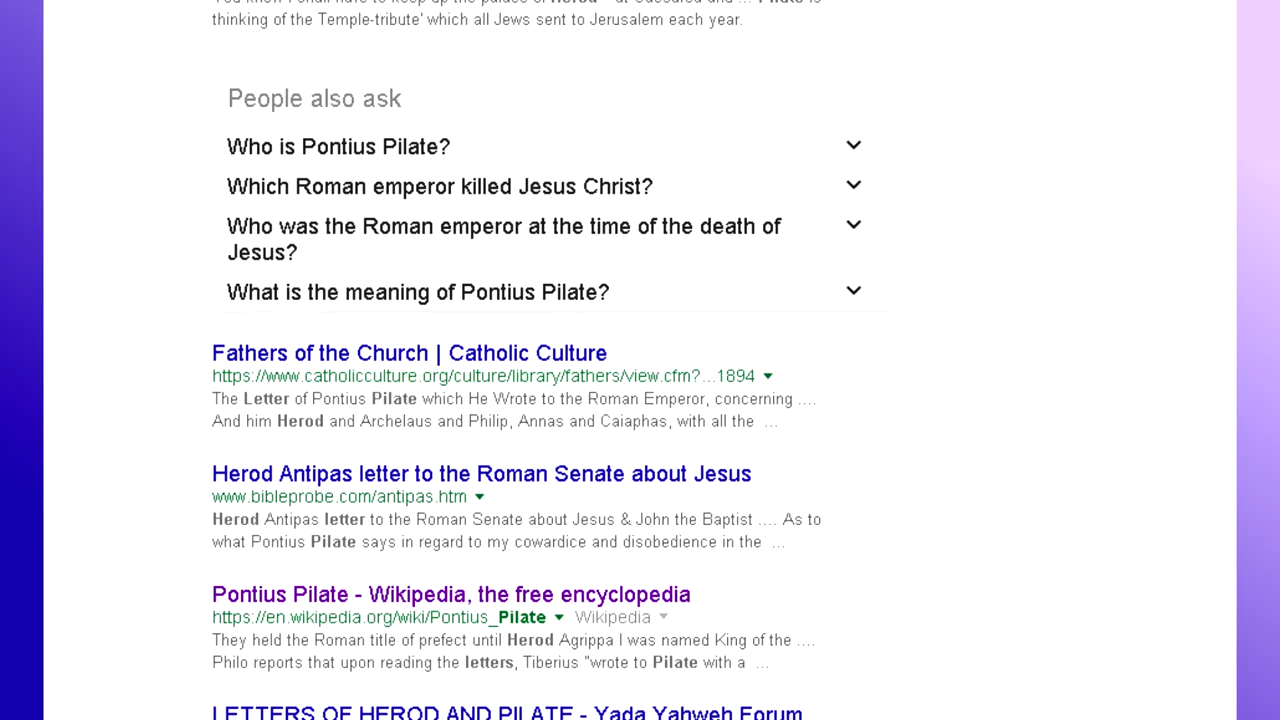 thinking of the Temple-tribute' which all Jews sent to Jerusalem each year.
People also ask
Who is Pontius Pilate?
Which Roman emperor killed Jesus Christ?
Who was the Roman emperor at the time of the death of
Jesus?
What is the meaning of Pontius Pilate?
Fathers of the Church | Catholic Culture
https://www.catholicculture.org/culture/library/fathers/view.cfm?...1894
The Letter of Pontius Pilate which He Wrote to the Roman Emperor, concerning ....
And him Herod and Archelaus and Philip, Annas and Caiaphas, with all the ...
Herod Antipas letter to the Roman Senate about Jesus
www.bibleprobe.com/antipas.htm
Herod Antipas letter to the Roman Senate about Jesus & John the Baptist .... As to
what Pontius Pilate says in regard to my cowardice and disobedience in the ...
Pontius Pilate - Wikipedia, the free encyclopedia
https://en.wikipedia.org/wiki/Pontius_Pilate Wikipedia
They held the Roman title of prefect until Herod Agrippa I was named King of the ....
Philo reports that upon reading the letters, Tiberius "wrote to Pilate with a ...
LETTERS OF HEROD AND PILATE - Yada Yahweh Forum